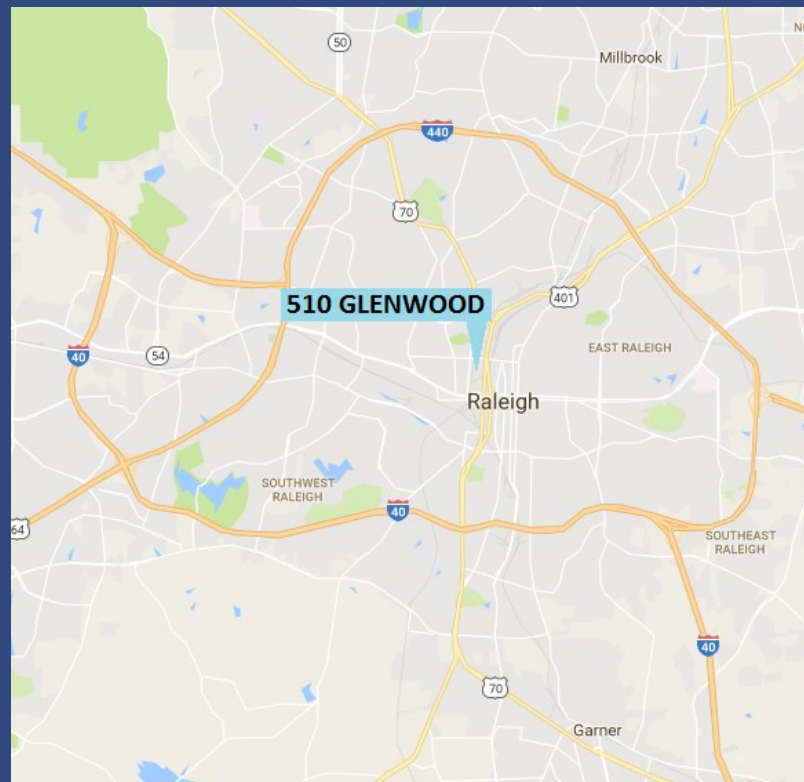 NO
50
Millbrook
440
70
510 GLENWOOD
401
EAST RALEIGH
40
54
Raleigh
SOUTHWEST
RALEIGH
40
64
SOUTHEAST
RALEIGH
40
70
Garner